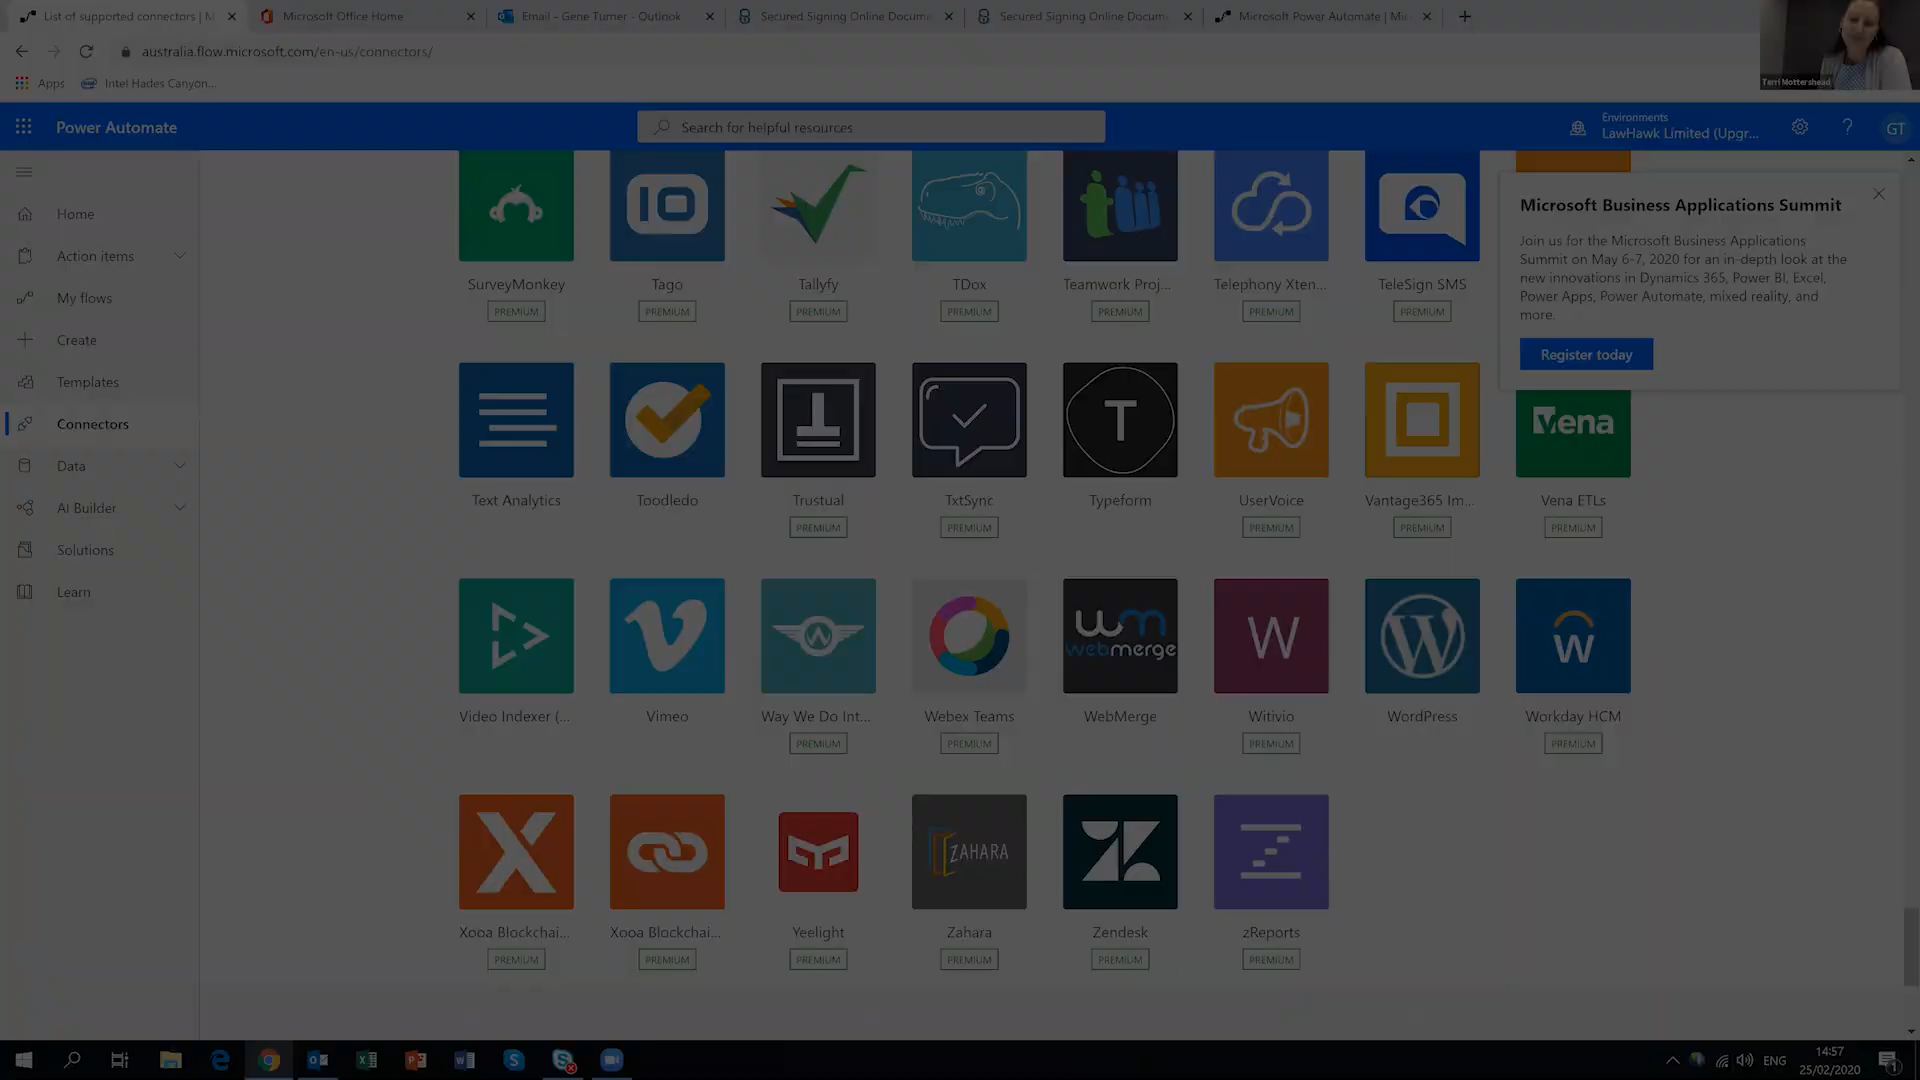 List of supported connectors | M
Microsoft Office Home
Email - Gene Turner - Outlook
Secured Signing Online Docume
Secured Signing Online Docum
Microsoft Power Automate | Mic
australia.flow.microsoft.com/en-us/connectors/
Apps
Intel Hades Canyon...
Terri Mottershead
Power Automate
Search for helpful resources
Environments
LawHawk Limited (Upgr...
GT
Home
Action items
My flows
Create
Templates
Connectors
Data
AI Builder
Solutions
Learn
Microsoft Business Applications Summit
Join us for the Microsoft Business Applications
Summit on May 6-7, 2020 for an in-depth look at the
new innovations in Dynamics 365, Power BI, Excel,
Power Apps, Power Automate, mixed reality, and
more.
Register today
SurveyMonkey
Tago
Tallyfy
TDox
Teamwork Proj...
Telephony Xten...
TeleSign SMS
PREMIUM
PREMIUM
PREMIUM
PREMIUM
PREMIUM
PREMIUM
PREMIUM
T
Vena
Text Analytics
Toodledo
Trustual
TxtSync
Typeform
UserVoice
Vantage365 Im...
Vena ETLs
PREMIUM
PREMIUM
PREMIUM
PREMIUM
PREMIUM
wm
webmerge
W
W
Video Indexer (...
Vimeo
Way We Do Int...
Webex Teams
WebMerge
Witivio
WordPress
Workday HCM
PREMIUM
PREMIUM
PREMIUM
PREMIUM
ZAHARA
Xooa Blockchai...
Xooa Blockchai...
Yeelight
Zahara
Zendesk
zReports
PREMIUM
PREMIUM
PREMIUM
PREMIUM
PREMIUM
PREMIUM
ENG
14:57
25/02/2020